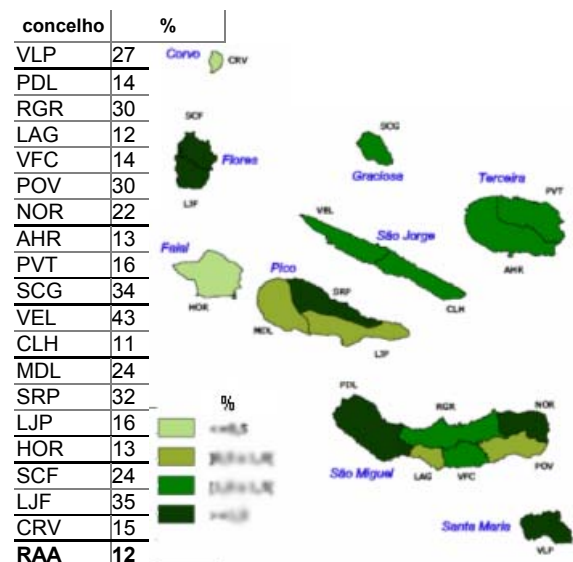 concelho %
VLP 27
PDL 14
RGR 30
LAG 12
VFC 14
POV 30
NOR 22
AHR 13
PVT 16
SCG 34
VEL 43
CLH 11
MDL 24
SRP 32
LJP 16
HOR 13
SCF 24
LJF 35
CRV 15
RAA 12
Corvo
CRV
SCF
Flores
LJF
SCG
Graciosa
Terceira
PVT
AHR
VEL
São Jorge
CLH
Faial
HOR
Pico
SRP
MDL
LJP
%
PDL
RGR
NOR
São Miguel
LAG
VFC
POV
Santa Maria
VLP